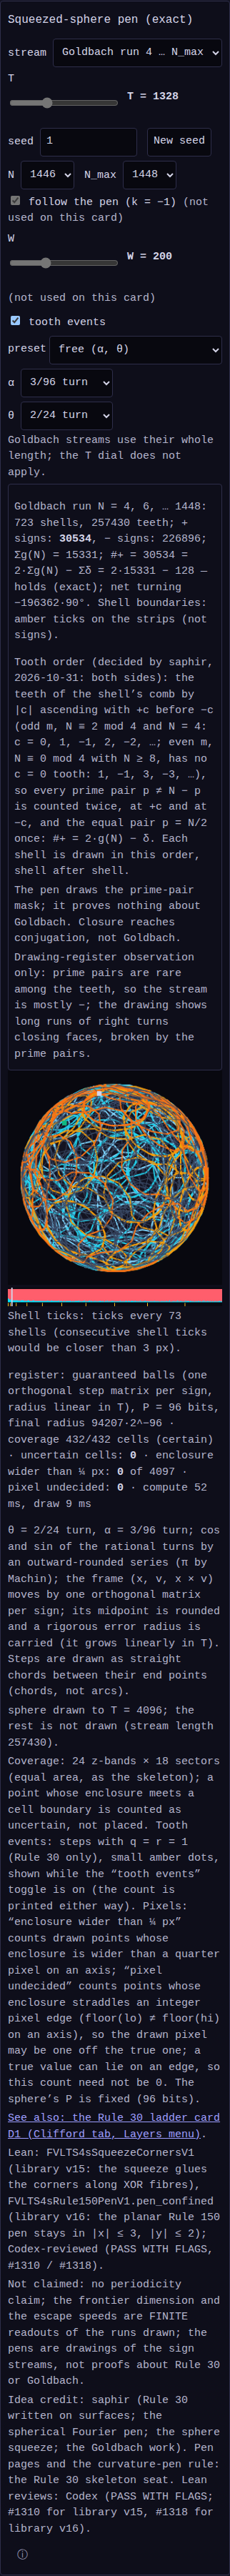 Squeezed-sphere pen (exact)
stream Goldbach run 4 … N_max
T
T = 1328
seed 1 New seed
N 1446 N_max 1448
follow the pen (k = −1) (not
used on this card)
W
W = 200
(not used on this card)
tooth events
preset free (α, θ)
α 3/96 turn
θ 2/24 turn
Goldbach streams use their whole
length; the T dial does not
apply.
Goldbach run N = 4, 6, … 1448:
723 shells, 257430 teeth; +
signs: 30534, − signs: 226896;
Σg(N) = 15331; #+ = 30534 =
2·Σg(N) − Σδ = 2·15331 − 128 —
holds (exact); net turning
−196362·90°. Shell boundaries:
amber ticks on the strips (not
signs).
Tooth order (decided by saphir,
2026-10-31: both sides): the
teeth of the shell’s comb by
|c| ascending with +c before −c
(odd m, N ≡ 2 mod 4 and N = 4:
c = 0, 1, −1, 2, −2, …; even m,
N ≡ 0 mod 4 with N ≥ 8, has no
c = 0 tooth: 1, −1, 3, −3, …),
so every prime pair p ≠ N − p
is counted twice, at +c and at
−c, and the equal pair p = N/2
once: #+ = 2·g(N) − δ. Each
shell is drawn in this order,
shell after shell.
The pen draws the prime-pair
mask; it proves nothing about
Goldbach. Closure reaches
conjugation, not Goldbach.
Drawing-register observation
only: prime pairs are rare
among the teeth, so the stream
is mostly −; the drawing shows
long runs of right turns
closing faces, broken by the
prime pairs.
Shell ticks: ticks every 73
shells (consecutive shell ticks
would be closer than 3 px).
register: guaranteed balls (one
orthogonal step matrix per sign,
radius linear in T), P = 96 bits,
final radius 94207·2^−96 ·
coverage 432/432 cells (certain)
· uncertain cells: 0 · enclosure
wider than ¼ px: 0 of 4097 ·
pixel undecided: 0 · compute 52
ms, draw 9 ms
θ = 2/24 turn, α = 3/96 turn; cos
and sin of the rational turns by
an outward-rounded series (π by
Machin); the frame (x, v, x × v)
moves by one orthogonal matrix
per sign; its midpoint is rounded
and a rigorous error radius is
carried (it grows linearly in T).
Steps are drawn as straight
chords between their end points
(chords, not arcs).
sphere drawn to T = 4096; the
rest is not drawn (stream length
257430).
Coverage: 24 z-bands × 18 sectors
(equal area, as the skeleton); a
point whose enclosure meets a
cell boundary is counted as
uncertain, not placed. Tooth
events: steps with q = r = 1
(Rule 30 only), small amber dots,
shown while the “tooth events”
toggle is on (the count is
printed either way). Pixels:
“enclosure wider than ¼ px”
counts drawn points whose
enclosure is wider than a quarter
pixel on an axis; “pixel
undecided” counts points whose
enclosure straddles an integer
pixel edge (floor(lo) ≠ floor(hi)
on an axis), so the drawn pixel
may be one off the true one; a
true value can lie on an edge, so
this count need not be 0. The
sphere’s P is fixed (96 bits).
See also: the Rule 30 ladder card
D1 (Clifford tab, Layers menu).
Lean: FVLTS4sSqueezeCornersV1
(library v15: the squeeze glues
the corners along XOR fibres),
FVLTS4sRule150PenV1.pen_confined
(library v16: the planar Rule 150
pen stays in |x| ≤ 3, |y| ≤ 2);
Codex-reviewed (PASS WITH FLAGS,
#1310 / #1318).
Not claimed: no periodicity
claim; the frontier dimension and
the escape speeds are FINITE
readouts of the runs drawn; the
pens are drawings of the sign
streams, not proofs about Rule 30
or Goldbach.
Idea credit: saphir (Rule 30
written on surfaces; the
spherical Fourier pen; the sphere
squeeze; the Goldbach work). Pen
pages and the curvature-pen rule:
the Rule 30 skeleton seat. Lean
reviews: Codex (PASS WITH FLAGS;
#1310 for library v15, #1318 for
library v16).
ⓘ